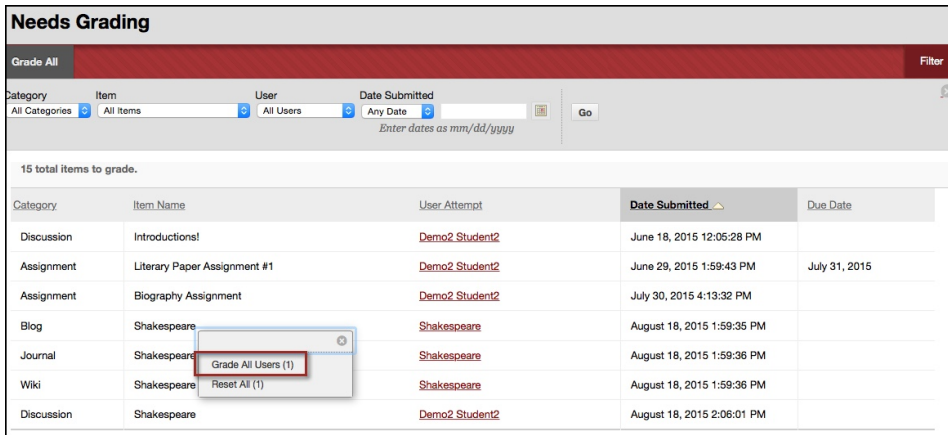 Needs Grading
Grade All Filter
Category Item User Date Submitted
All Categories All Items All Users Any Date Go
Enter dates as mm/dd/yyyy
15 total items to grade.
Category Item Name User Attempt Date Submitted Due Date
Discussion Introductions! Demo2 Student2 June 18, 2015 12:05:28 PM
Assignment Literary Paper Assignment #1 Demo2 Student2 June 29, 2015 1:59:43 PM July 31, 2015
Assignment Biography Assignment Demo2 Student2 July 30, 2015 4:13:32 PM
Blog Shakespeare Shakespeare August 18, 2015 1:59:35 PM
Journal Shakespeare Shakespeare August 18, 2015 1:59:36 PM
Grade All Users (1)
Wiki Shakespeare Reset All (1) Shakespeare August 18, 2015 1:59:36 PM
Discussion Shakespeare Demo2 Student2 August 18, 2015 2:06:01 PM